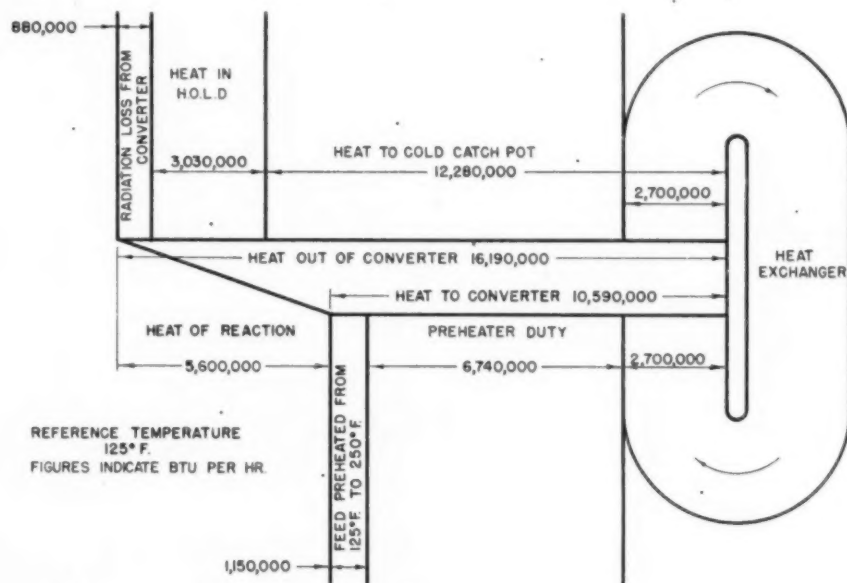 880,000
RADIATION LOSS FROM
CONVERTER
HEAT IN
H.O.L.D
3,030,000
HEAT TO COLD CATCH POT
12,280,000
2,700,000
HEAT OUT OF CONVERTER 16,190,000
HEAT
EXCHANGER
HEAT TO CONVERTER 10,590,000
HEAT OF REACTION
5,600,000
PREHEATER DUTY
6,740,000
2,700,000
FEED PREHEATED FROM
125°F. TO 250°F.
REFERENCE TEMPERATURE
125° F.
FIGURES INDICATE BTU PER HR.
1,150,000